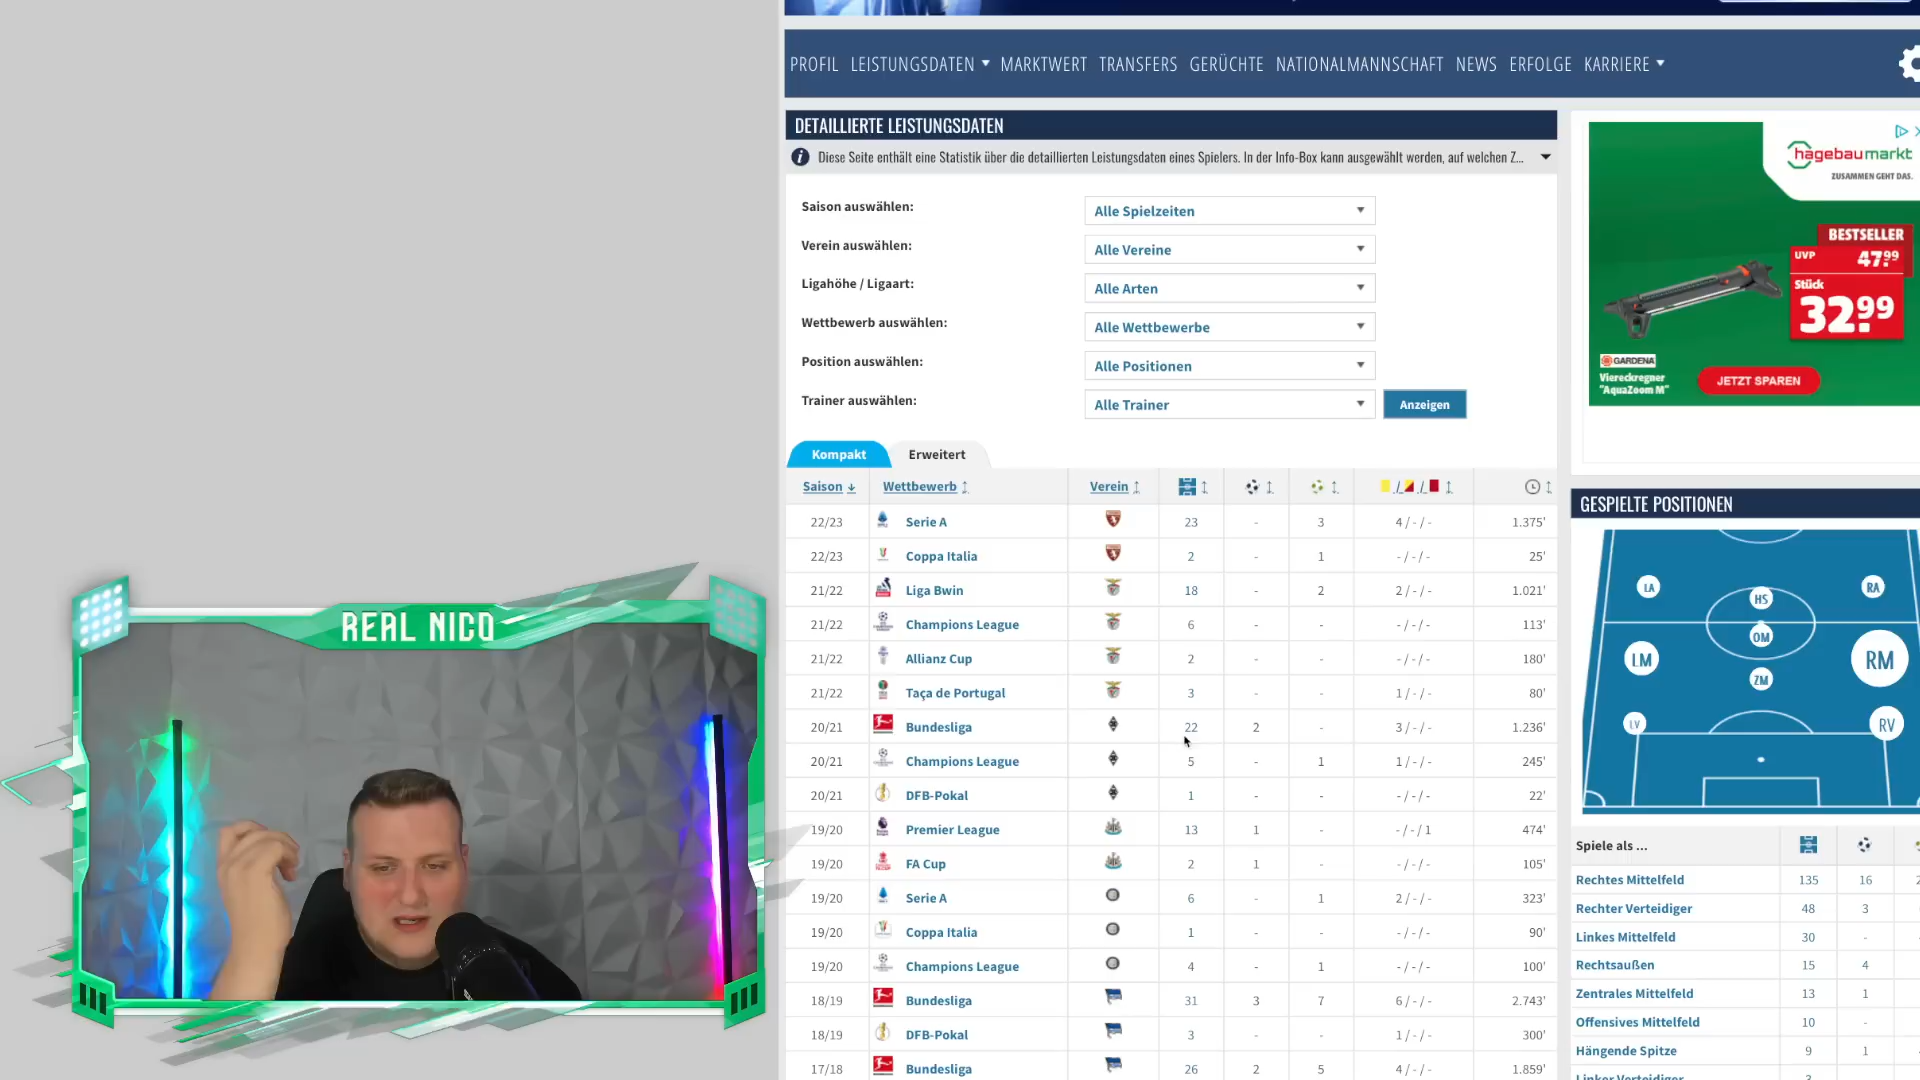 PROFIL LEISTUNGSDATEN MARKTWERT TRANSFERS GERÜCHTE NATIONALMANNSCHAFT NEWS ERFOLGE KARRIERE
DETAILLIERTE LEISTUNGSDATEN
Diese Seite enthält eine Statistik über die detaillierten Leistungsdaten eines Spielers. In der Info-Box kann ausgewählt werden, auf welchen Z...
Saison auswählen: Alle Spielzeiten
Verein auswählen: Alle Vereine
Ligahöhe / Ligaart: Alle Arten
Wettbewerb auswählen: Alle Wettbewerbe
Position auswählen: Alle Positionen
Trainer auswählen: Alle Trainer Anzeigen
Kompakt Erweitert
Saison Wettbewerb Verein / /
22/23 Serie A 23 - 3 4 / - / - 1.375'
22/23 Coppa Italia 2 - 1 - / - / - 25'
21/22 Liga Bwin 18 - 2 2 / - / - 1.021'
21/22 Champions League 6 - - - / - / - 113'
21/22 Allianz Cup 2 - - - / - / - 180'
21/22 Taça de Portugal 3 - - 1 / - / - 80'
20/21 Bundesliga 22 2 - 3 / - / - 1.236'
20/21 Champions League 5 - 1 1 / - / - 245'
20/21 DFB-Pokal 1 - - - / - / - 22'
19/20 Premier League 13 1 - - / - / 1 474'
19/20 FA Cup 2 1 - - / - / - 105'
19/20 Serie A 6 - 1 2 / - / - 323'
19/20 Coppa Italia 1 - - - / - / - 90'
19/20 Champions League 4 - 1 - / - / - 100'
18/19 Bundesliga 31 3 7 6 / - / - 2.743'
18/19 DFB-Pokal 3 - - 1 / - / - 300'
17/18 Bundesliga 26 2 5 4 / - / - 1.859'
hagebaumarkt
ZUSAMMEN GEHT DAS.
BESTSELLER
UVP 47.99
Stück
32.99
GARDENA
Viereckregner
"AquaZoom M"
JETZT SPAREN
GESPIELTE POSITIONEN
LA HS RA
OM
LM ZM RM
LV RV
Spiele als ...
Rechtes Mittelfeld 135 16
Rechter Verteidiger 48 3
Linkes Mittelfeld 30 -
Rechtsaußen 15 4
Zentrales Mittelfeld 13 1
Offensives Mittelfeld 10 -
Hängende Spitze 9 1
Linker Verteidiger 3
REAL NICO